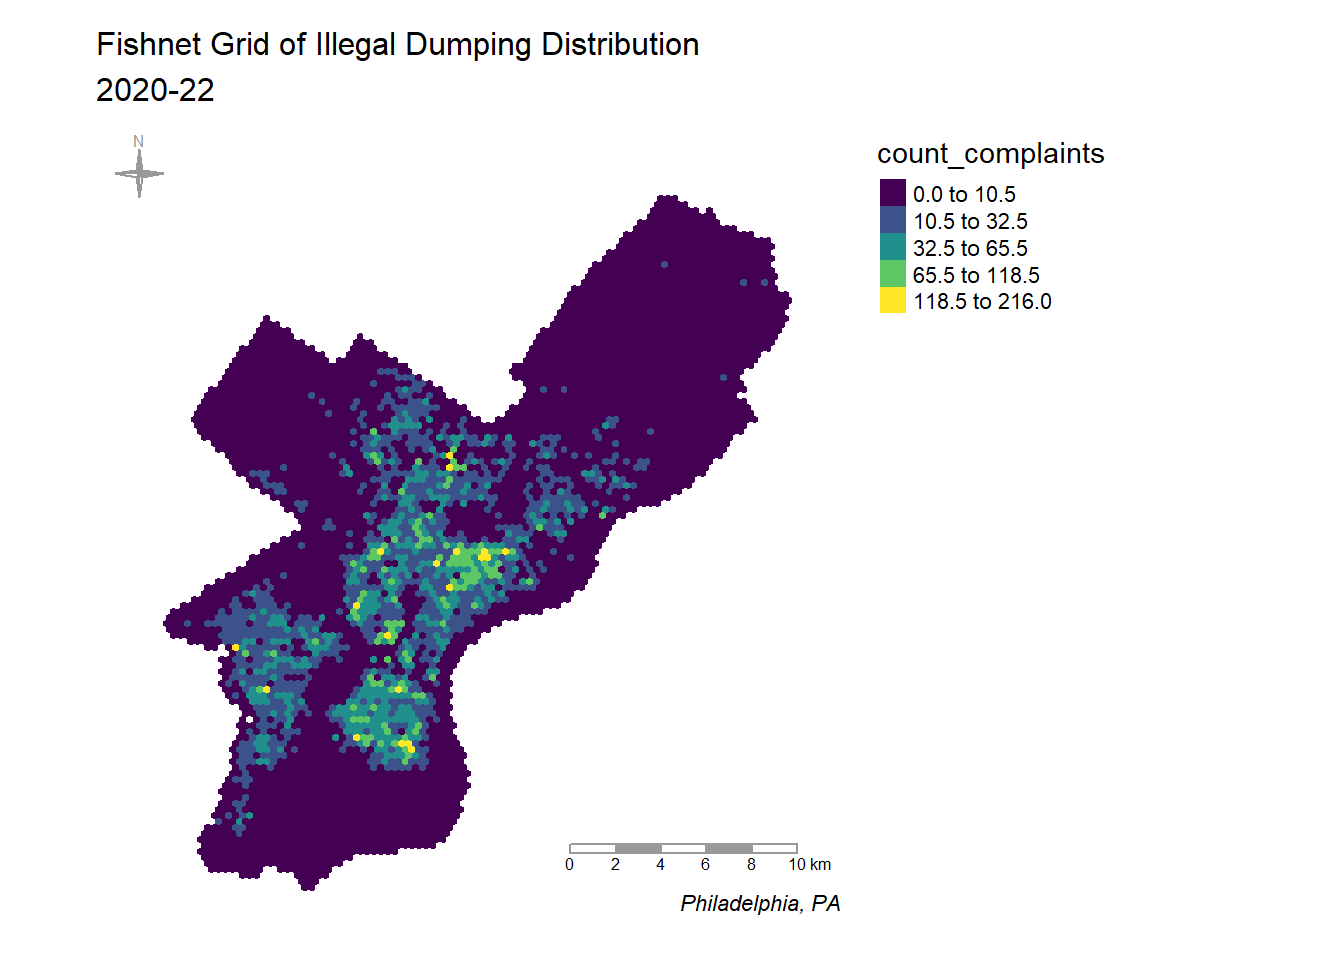 Fishnet Grid of Illegal Dumping Distribution
2020-22
N
count_complaints
0.0 to 10.5
10.5 to 32.5
32.5 to 65.5
65.5 to 118.5
118.5 to 216.0
0 2 4 6 8 10 km
Philadelphia, PA